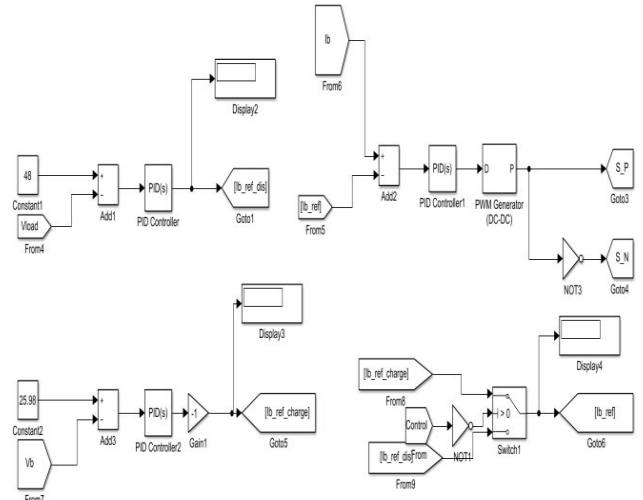 Ib
From6
Display2
48
Constant1
+
−
Add1
PID(s)
PID Controller
[Ib_ref_dis]
Goto1
Vload
From4
+
−
Add2
PID(s)
PID Controller1
D P
PWM Generator
(DC-DC)
S_P
Goto3
[Ib_ref]
From5
NOT3
S_N
Goto4
Display3
25.98
Constant2
+
−
Add3
PID(s)
PID Controller2
-1
Gain1
[Ib_ref_charge]
Goto5
Vb
From7
Display4
[Ib_ref_charge]
From8
Control
From
NOT1
> 0
Switch1
[Ib_ref]
Goto6
[Ib_ref_dis]
From9